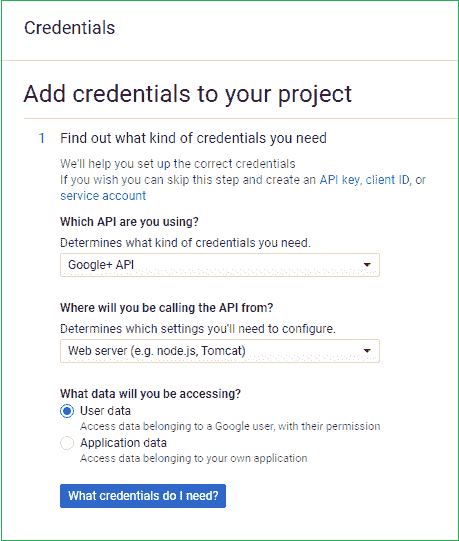 Credentials
Add credentials to your project
1 Find out what kind of credentials you need
We'll help you set up the correct credentials
If you wish you can skip this step and create an API key, client ID, or
service account
Which API are you using?
Determines what kind of credentials you need.
Google+ API
Where will you be calling the API from?
Determines which settings you'll need to configure.
Web server (e.g. node.js, Tomcat)
What data will you be accessing?
User data
Access data belonging to a Google user, with their permission
Application data
Access data belonging to your own application
What credentials do I need?